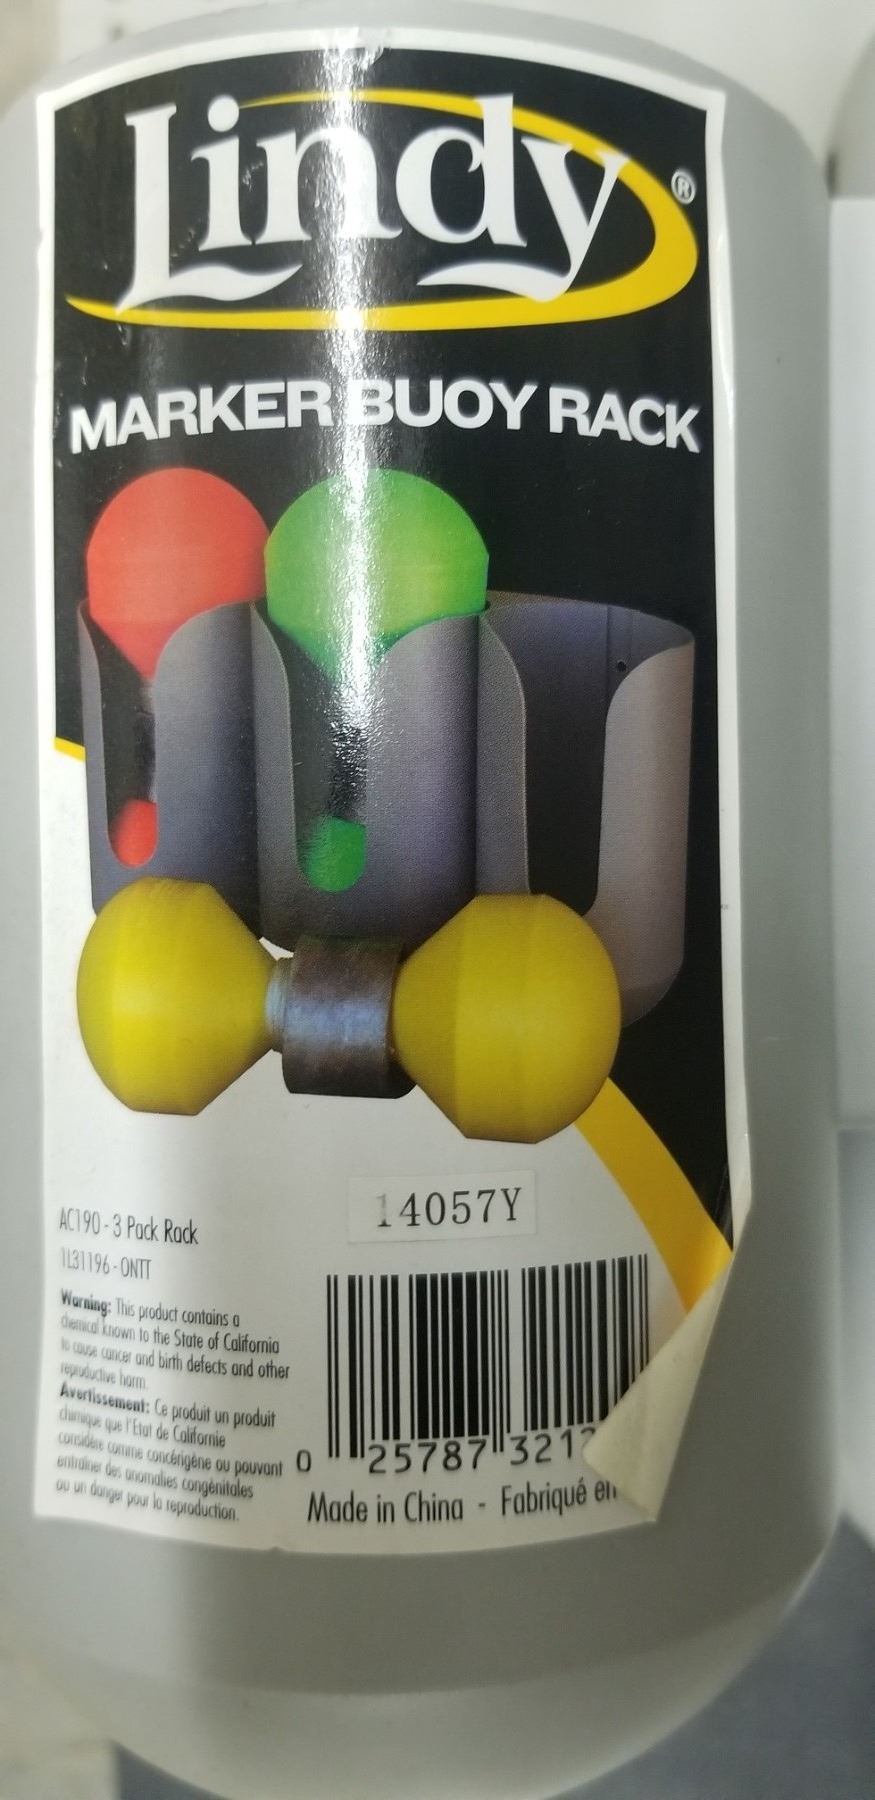 Lindy®
MARKER BUOY RACK
AC190 - 3 Pack Rack
1L31196 - ONTT
14057Y
Warning: This product contains a
chemical known to the State of California
to cause cancer and birth defects and other
reproductive harm.
Avertissement: Ce produit un produit
chimique que l'Etat de Californie
considère comme concérigène ou pouvant
entraîner des anomalies congénitales
ou un danger pour la reproduction.
0 25787 3212
Made in China - Fabriqué en